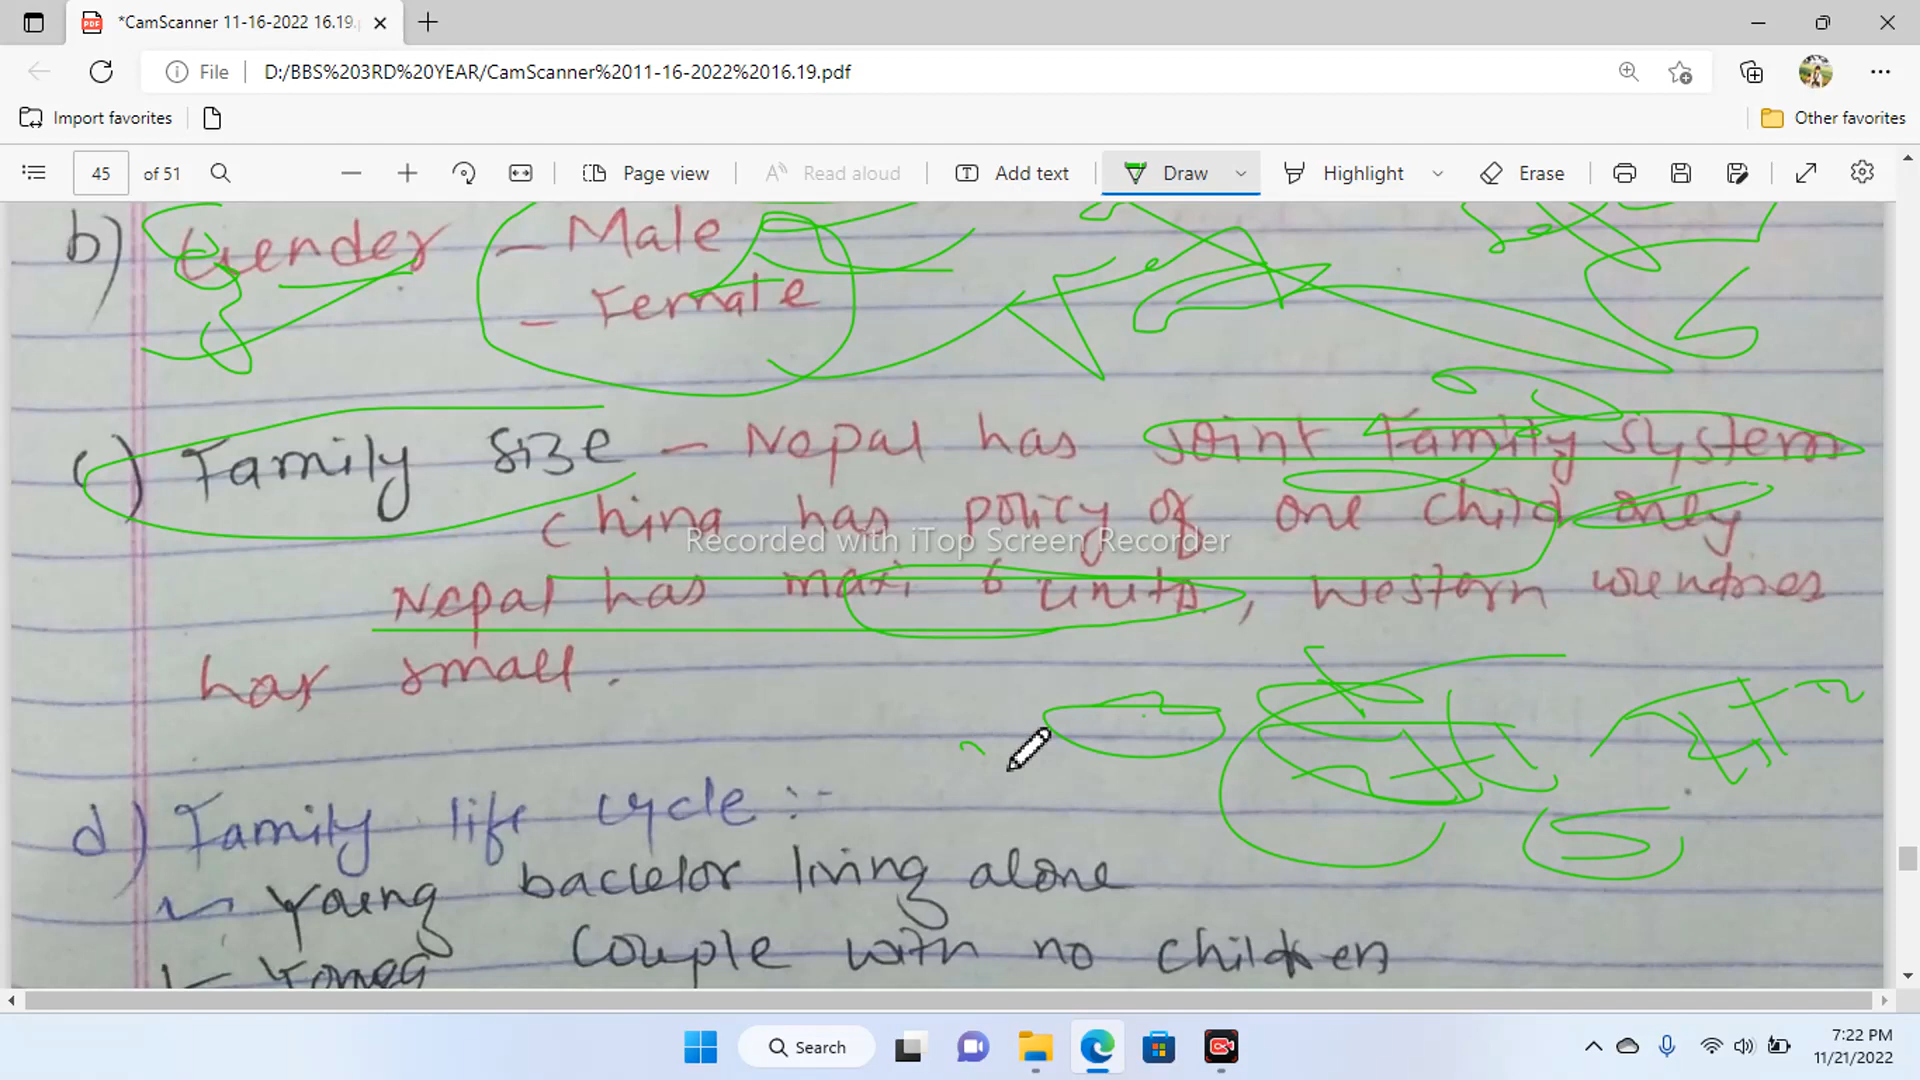 *CamScanner 11-16-2022 16.19.
File D:/BBS%203RD%20YEAR/CamScanner%2011-16-2022%2016.19.pdf
Import favorites Other favorites
45 of 51 Page view Read aloud Add text Draw Highlight Erase
b) Gender - Male
- Female
c) Family size - Nepal has Joint family system
China has policy of one child only
Recorded with iTop Screen Recorder
Nepal has maxi 6 units, Western
has small.
d) Family life cycle :-
Young baclelor living alone
Couple with no children
Search
7:22 PM
11/21/2022